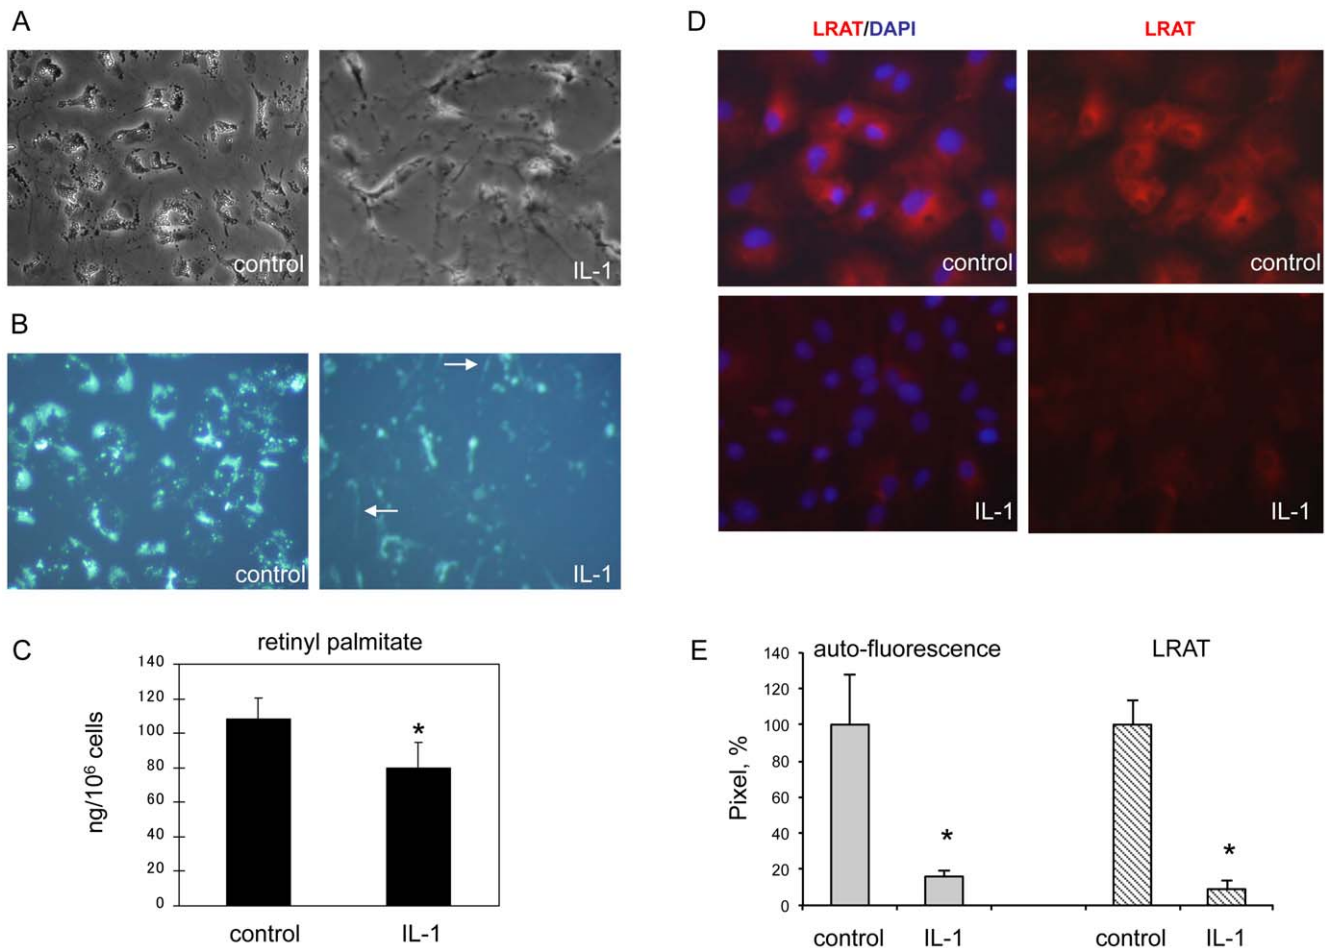 A
control
IL-1
B
control
IL-1
C
retinyl palmitate
ng/10⁶ cells
140
120
100
80
60
40
20
0
*
control
IL-1
D
LRAT/DAPI
LRAT
control
control
IL-1
IL-1
E
auto-fluorescence
LRAT
Pixel, %
140
120
100
80
60
40
20
0
*
*
control
IL-1
control
IL-1